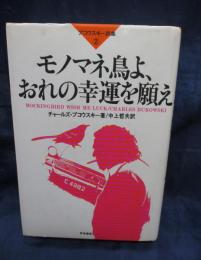 ブコウスキー詩集
2
モノマネ鳥よ、
おれの幸運を願え
MOCKINGBIRD WISH ME LUCK/CHARLES BUKOWSKI
チャールズ・ブコウスキー著/中上哲夫訳